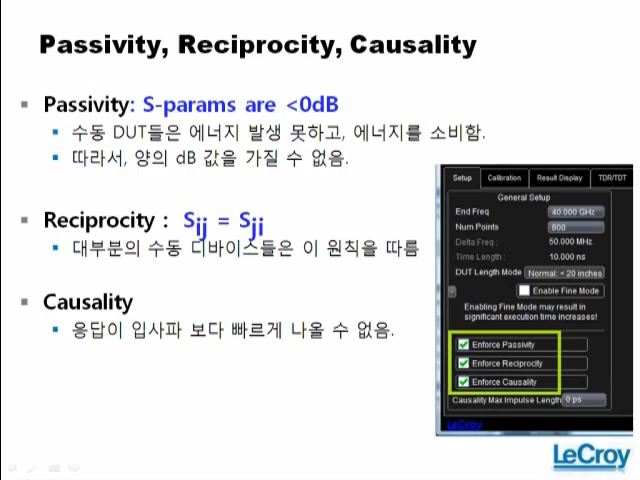 Passivity, Reciprocity, Causality
Passivity: S-params are <0dB
수동 DUT들은 에너지 발생 못하고, 에너지를 소비함.
따라서, 양의 dB 값을 가질 수 없음.
Reciprocity : Sij = Sji
대부분의 수동 디바이스들은 이 원칙을 따름
Causality
응답이 입사파 보다 빠르게 나올 수 없음.
Setup Calibration Result Display TDR/TDT
General Setup
End Freq 40.000 GHz
Num Points 800
Delta Freq : 50.000 MHz
Time Length : 10.000 ns
DUT Length Mode Normal: < 20 inches
Enable Fine Mode
Enabling Fine Mode may result in
significant execution time increases!
Enforce Passivity
Enforce Reciprocity
Enforce Causality
Causality Max Impulse Length 0 ps
LeCroy
LeCroy